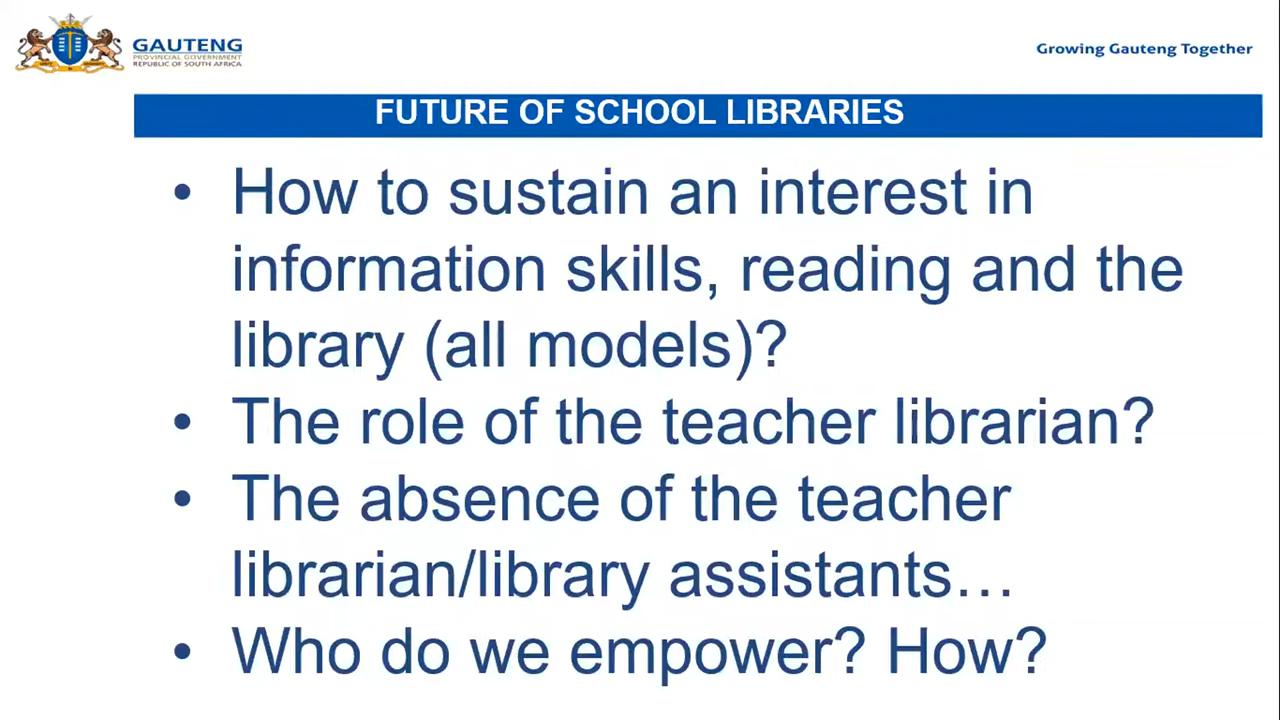 GAUTENG
PROVINCIAL GOVERNMENT
REPUBLIC OF SOUTH AFRICA
Growing Gauteng Together
FUTURE OF SCHOOL LIBRARIES
• How to sustain an interest in
information skills, reading and the
library (all models)?
• The role of the teacher librarian?
• The absence of the teacher
librarian/library assistants…
• Who do we empower? How?